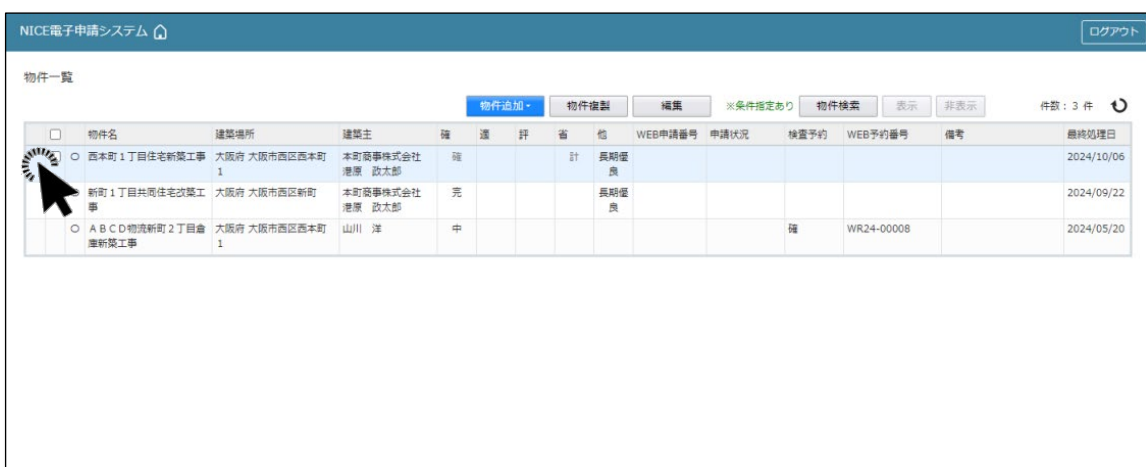 NICE電子申請システム ログアウト
物件一覧
物件追加 物件複製 編集 ※条件指定あり 物件検索 表示 非表示 件数：3 件
物件名 建築場所 建築主 確 適 評 省 他 WEB申請番号 申請状況 検査予約 WEB予約番号 備考 最終処理日
○ 西本町１丁目住宅新築工事 大阪府 大阪市西区西本町 本町商事株式会社 確 計 長期優 2024/10/06
1 港原　政太郎 良
新町１丁目共同住宅改築工 大阪府 大阪市西区新町 本町商事株式会社 完 長期優 2024/09/22
事 港原　政太郎 良
○ ＡＢＣＤ物流新町２丁目倉 大阪府 大阪市西区西本町 山川　洋 中 確 WR24-00008 2024/05/20
庫新築工事 1